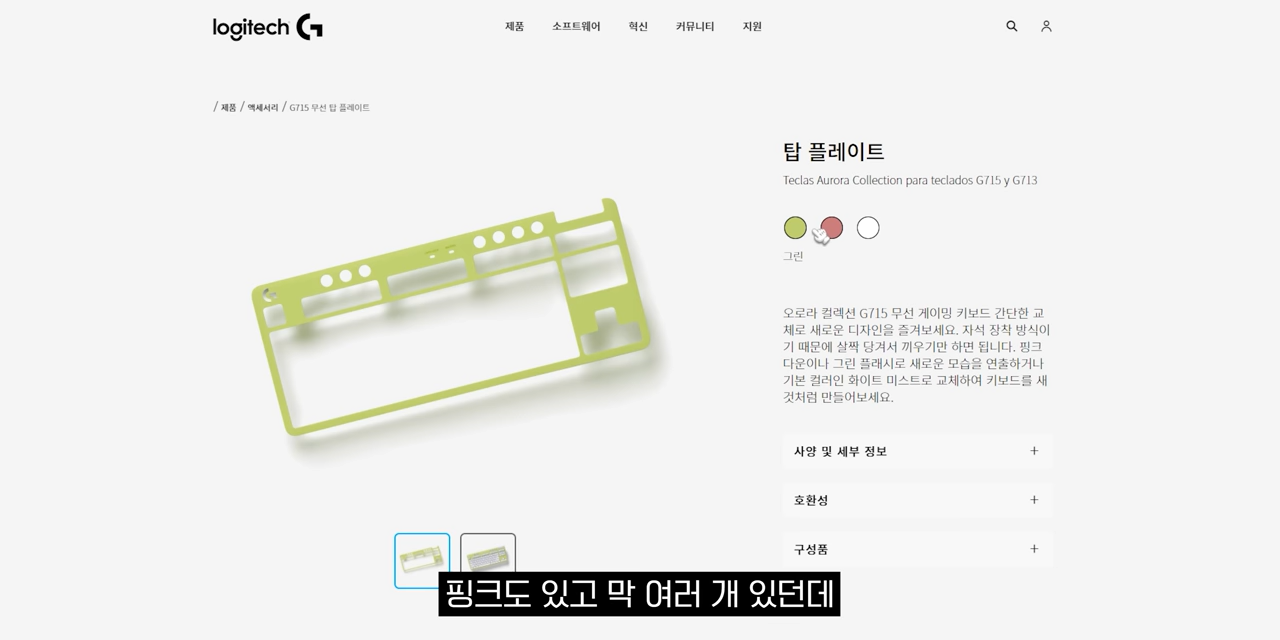 logitech G
제품 소프트웨어 혁신 커뮤니티 지원
/ 제품 / 액세서리 / G715 무선 탑 플레이트
탑 플레이트
Teclas Aurora Collection para teclados G715 y G713
그린
오로라 컬렉션 G715 무선 게이밍 키보드 간단한 교
체로 새로운 디자인을 즐겨보세요. 자석 장착 방식이
기 때문에 살짝 당겨서 끼우기만 하면 됩니다. 핑크
다운이나 그린 플래시로 새로운 모습을 연출하거나
기본 컬러인 화이트 미스트로 교체하여 키보드를 새
것처럼 만들어보세요.
사양 및 세부 정보 +
호환성 +
구성품 +
핑크도 있고 막 여러 개 있던데